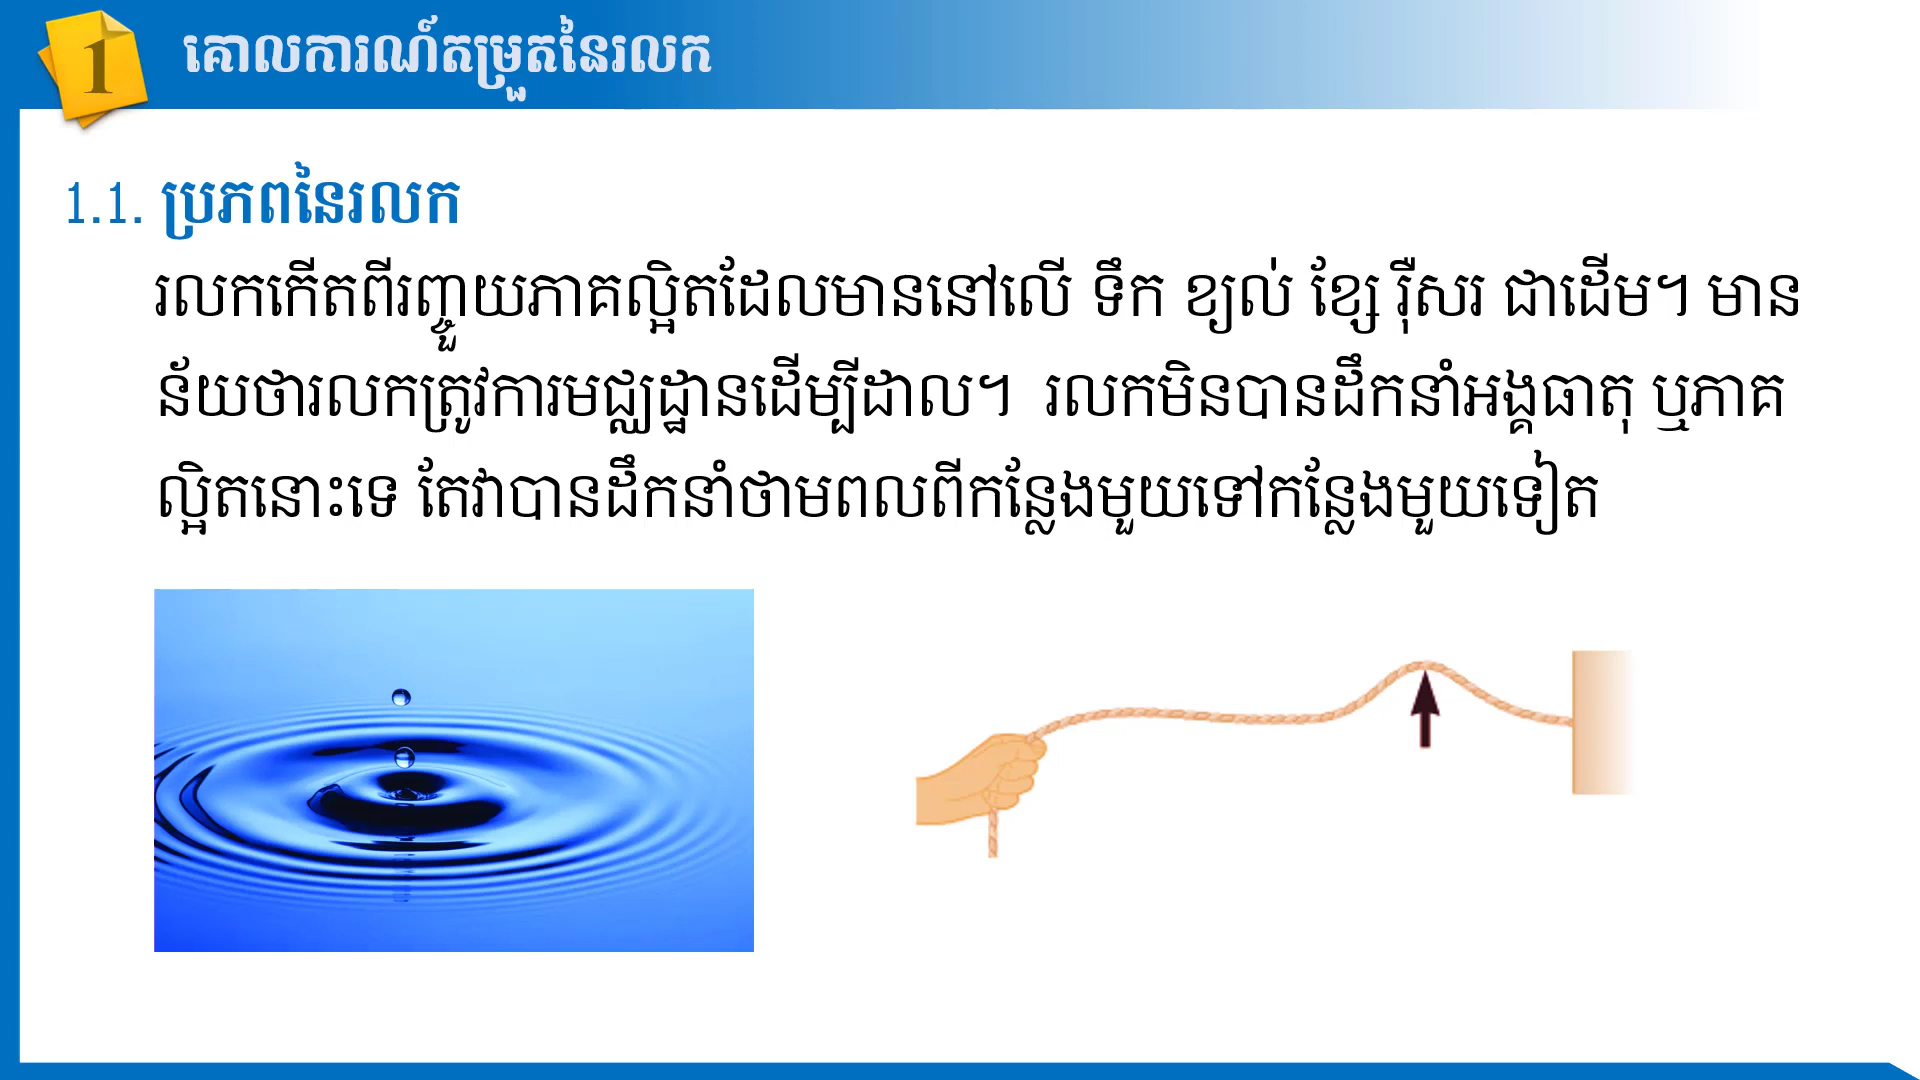 1
គោលការណ៍តម្រួតនៃរលក
1.1. ប្រភពនៃរលក
រលកកើតពីរញ្ជួយភាគល្អិតដែលមាននៅលើ ទឹក ខ្យល់ ខ្សែ រ៉ឺសរ ជាដើម។ មាន
ន័យថារលកត្រូវការមជ្ឈដ្ឋានដើម្បីដាល។ រលកមិនបានដឹកនាំអង្គធាតុ ឬភាគ
ល្អិតនោះទេ តែវាបានដឹកនាំថាមពលពីកន្លែងមួយទៅកន្លែងមួយទៀត